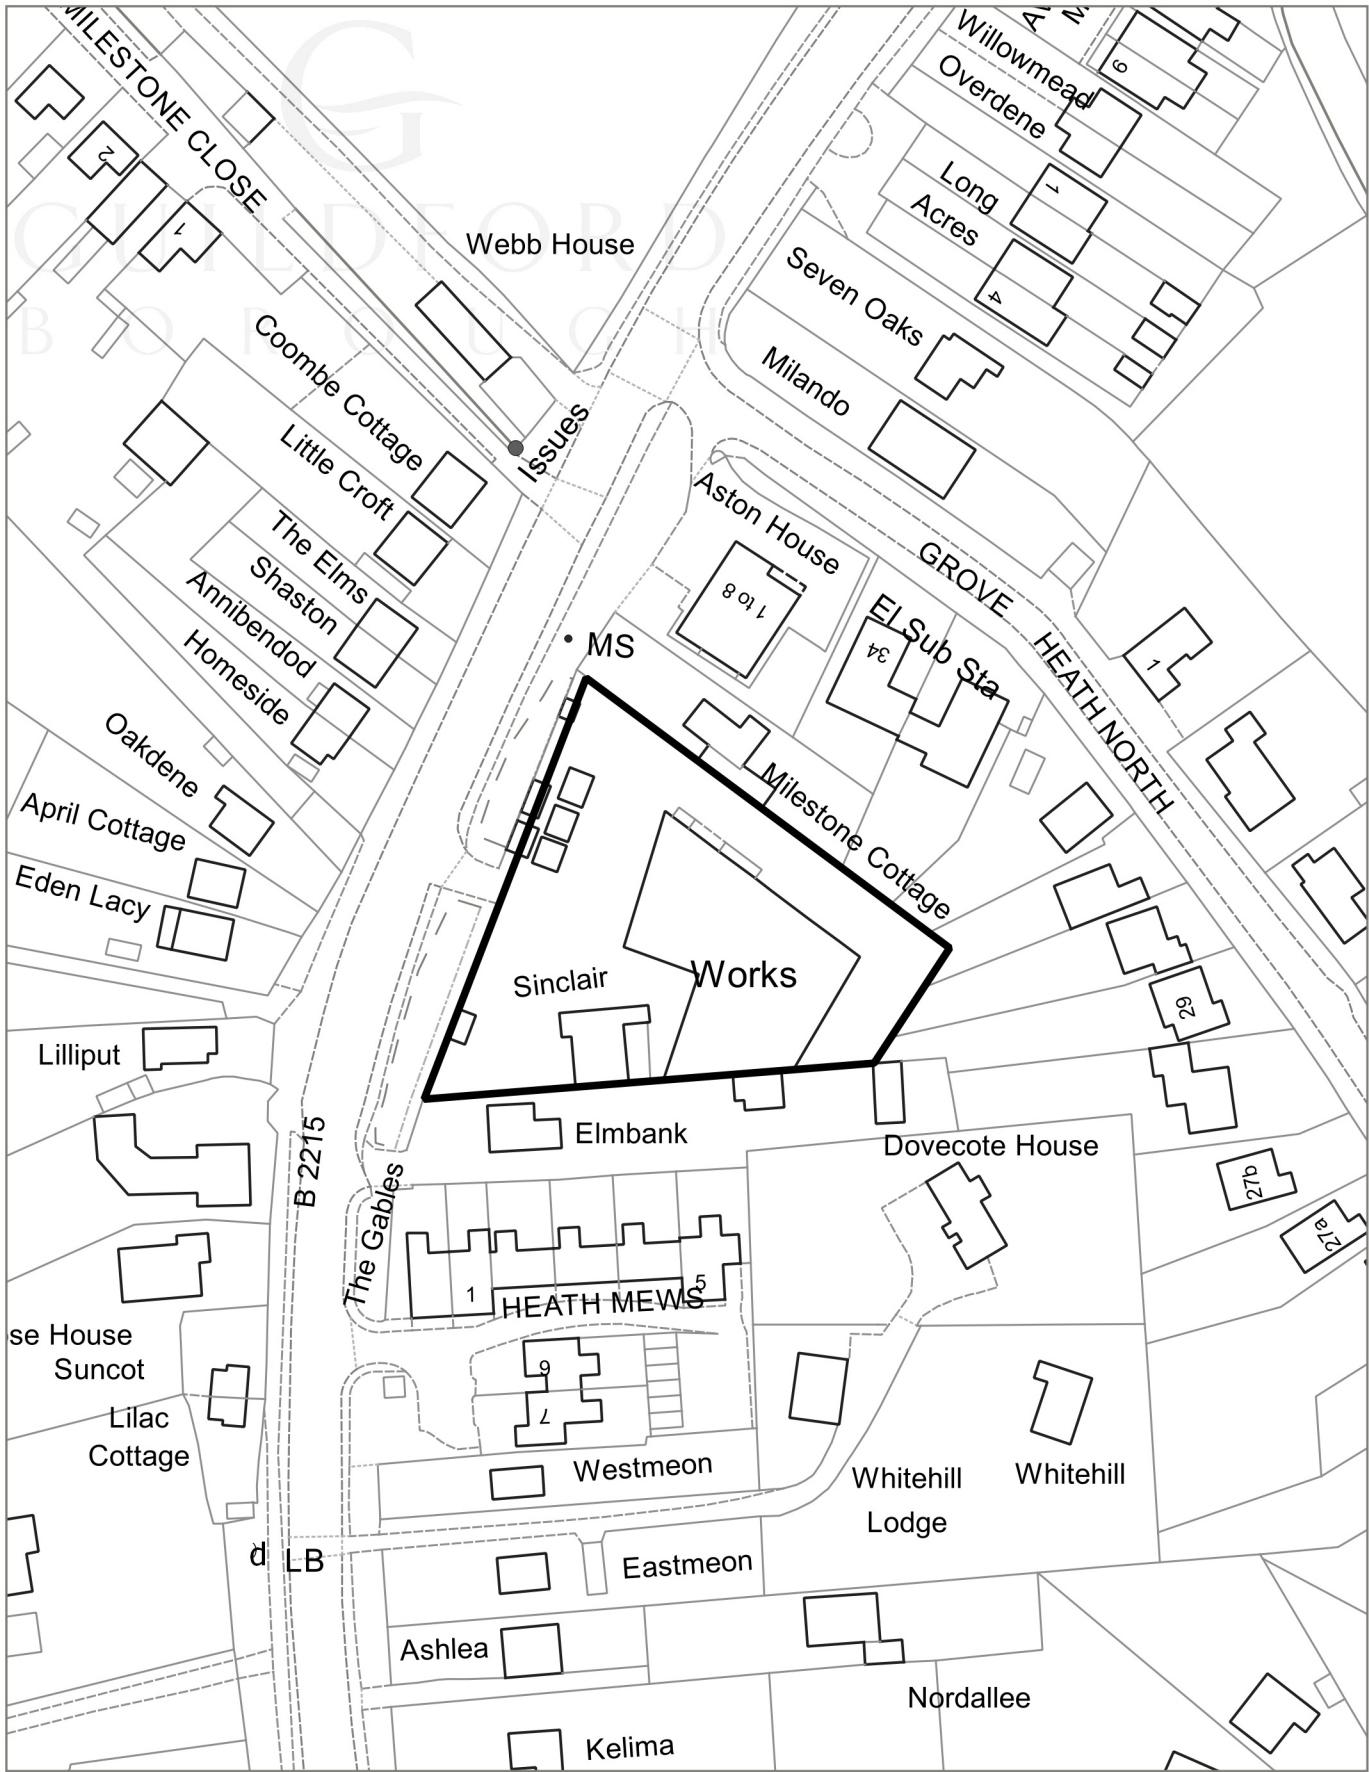 MILESTONE CLOSE
G
GUILDFORD
BOROUGH
Willowmead
Overdene
9
2
1
Webb House
Long
Acres
1
4
Seven Oaks
Milando
Coombe Cottage
Little Croft
Issues
The Elms
Shaston
Annibendod
Homeside
Aston House
1 to 8
GROVE
HEATH NORTH
MS
El Sub Sta
34
1
Oakdene
April Cottage
Eden Lacy
Milestone Cottage
Sinclair
Works
29
Lilliput
Elmbank
Dovecote House
B 2215
27b
27a
The Gables
1
5
HEATH MEWS
se House
Suncot
Lilac
Cottage
6
7
Westmeon
Whitehill
Lodge
Whitehill
d
LB
Eastmeon
Ashlea
Nordallee
Kelima